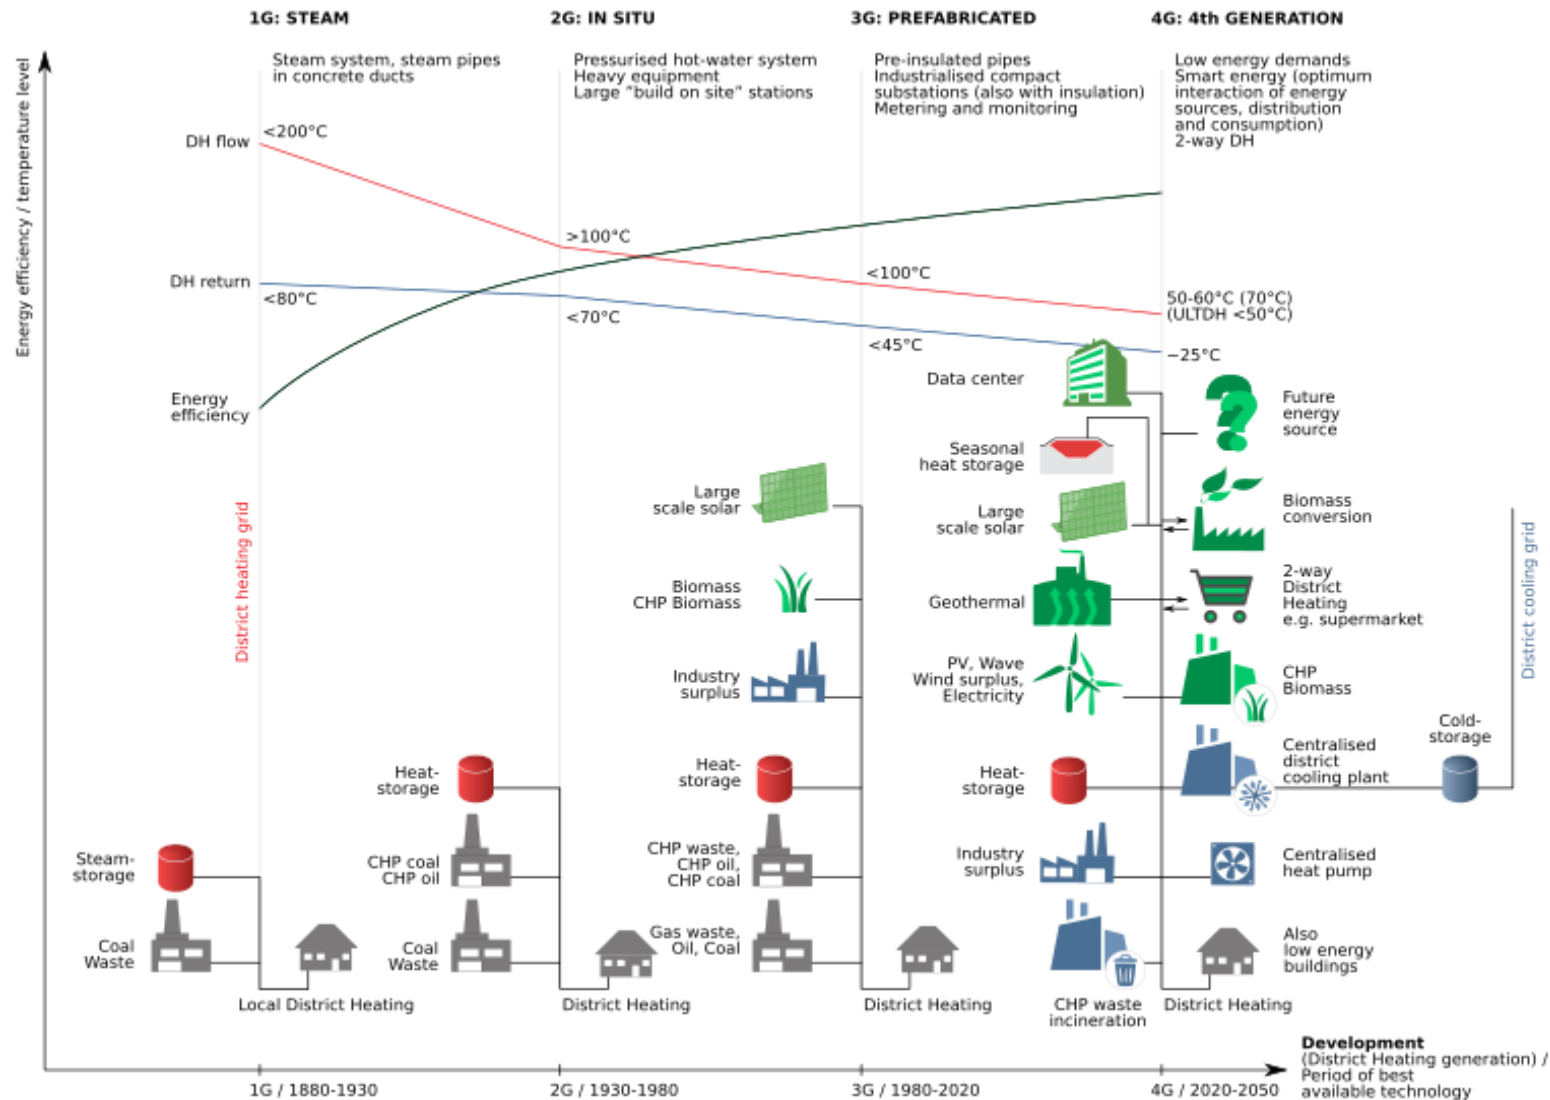 1G: STEAM
2G: IN SITU
3G: PREFABRICATED
4G: 4th GENERATION
Steam system, steam pipes
in concrete ducts
Pressurised hot-water system
Heavy equipment
Large "build on site" stations
Pre-insulated pipes
Industrialised compact
substations (also with insulation)
Metering and monitoring
Low energy demands
Smart energy (optimum
interaction of energy
sources, distribution
and consumption)
2-way DH
Energy efficiency / temperature level
DH flow
<200°C
>100°C
<100°C
50-60°C (70°C)
(ULTDH <50°C)
DH return
<80°C
<70°C
<45°C
~25°C
Energy
efficiency
District heating grid
Steam-
storage
Coal
Waste
Local District Heating
Heat-
storage
CHP coal
CHP oil
Coal
Waste
District Heating
Large
scale solar
Biomass
CHP Biomass
Industry
surplus
Heat-
storage
CHP waste,
CHP oil,
CHP coal
Gas waste,
Oil, Coal
District Heating
Data center
Seasonal
heat storage
Large
scale solar
Geothermal
PV, Wave
Wind surplus,
Electricity
Heat-
storage
Industry
surplus
CHP waste
incineration
District Heating
Future
energy
source
Biomass
conversion
2-way
District
Heating
e.g. supermarket
CHP
Biomass
Centralised
district
cooling plant
Centralised
heat pump
Also
low energy
buildings
Cold-
storage
District cooling grid
1G / 1880-1930
2G / 1930-1980
3G / 1980-2020
4G / 2020-2050
Development
(District Heating generation) /
Period of best
available technology